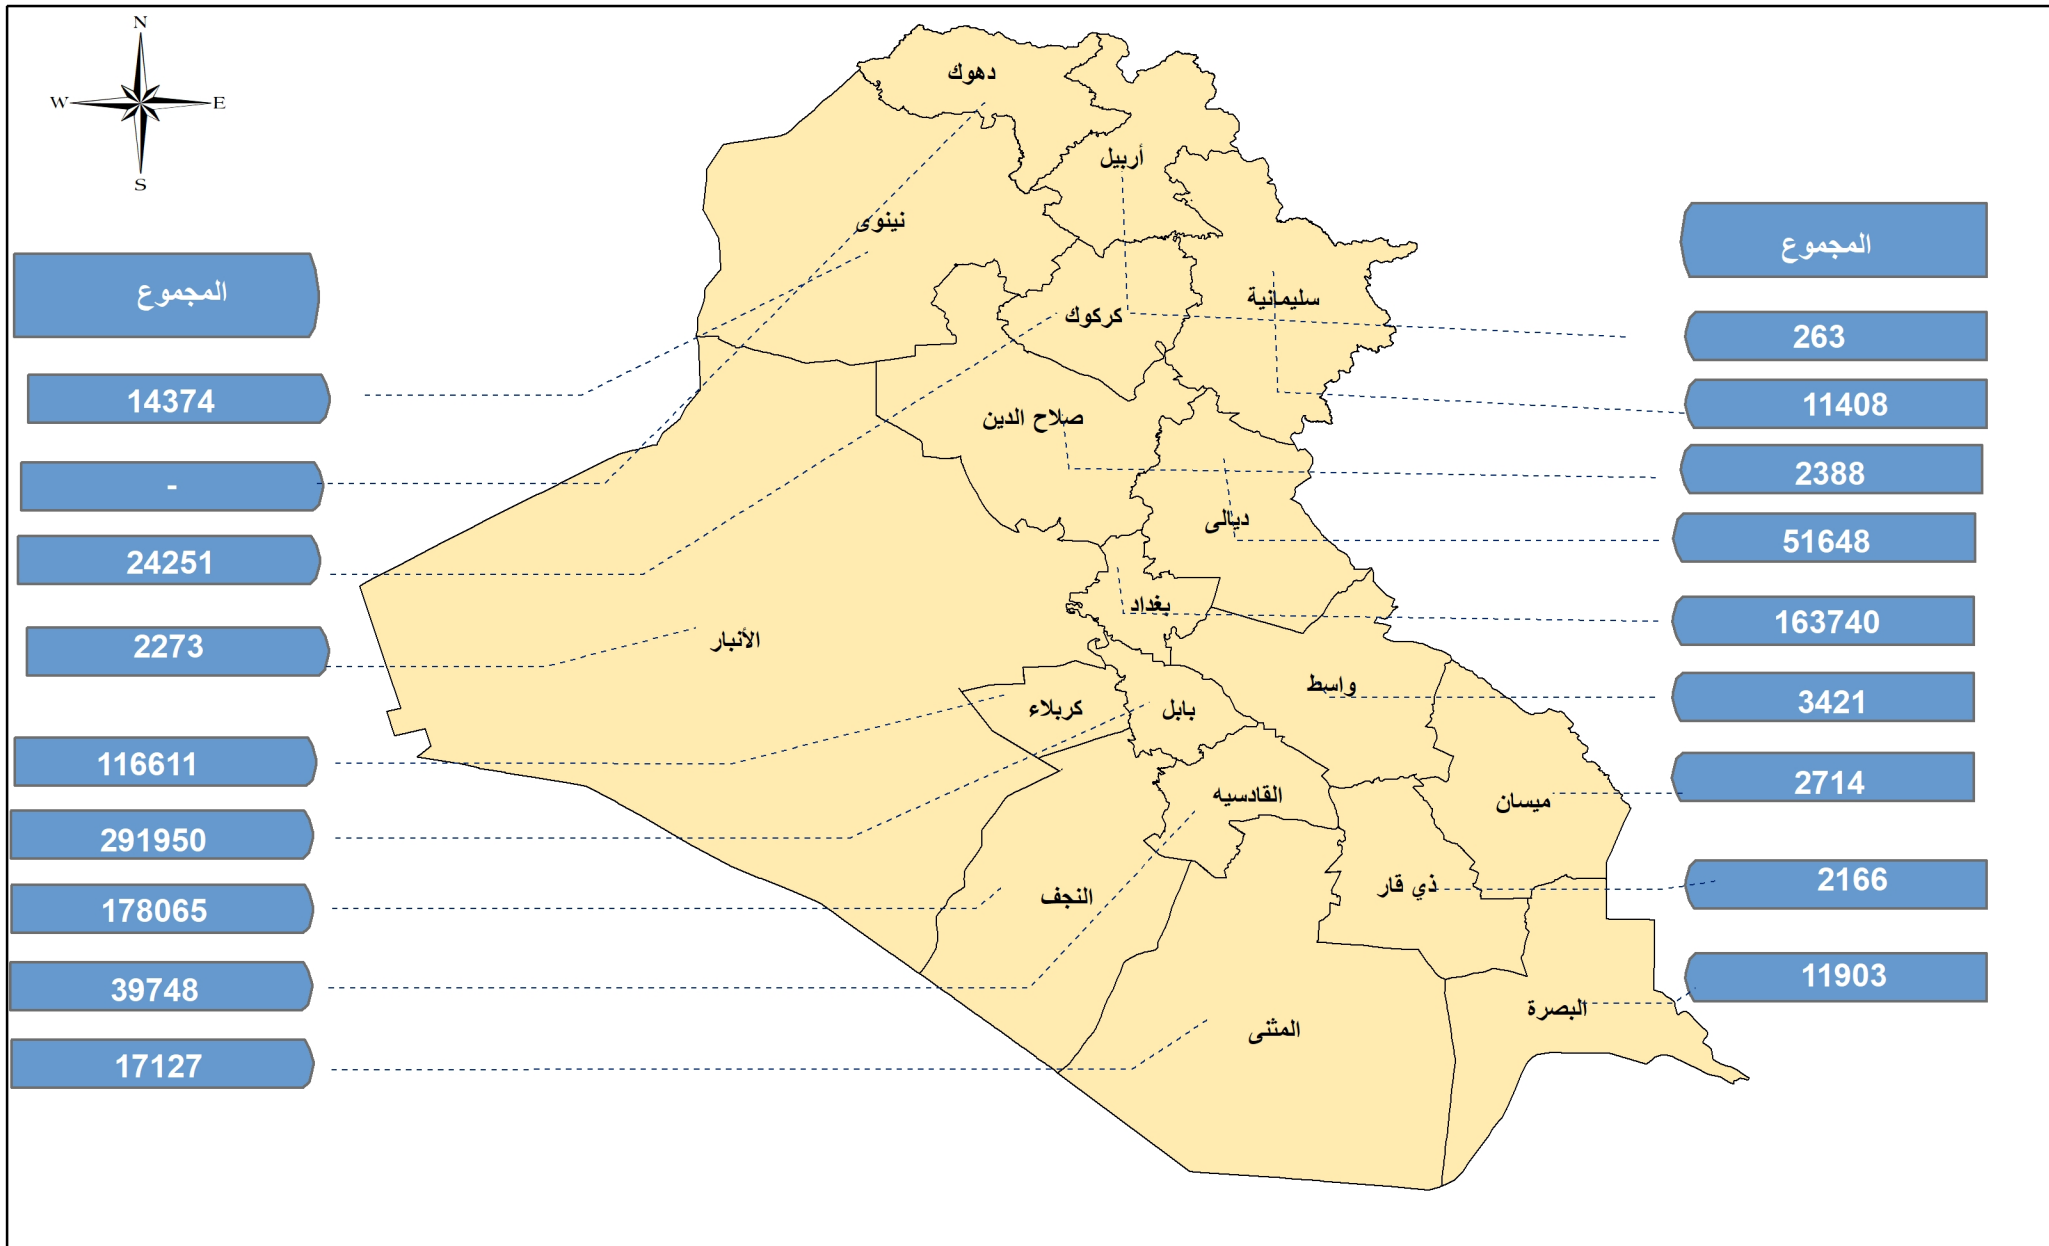 N
W
E
S
دهوك
أربيل
نينوى
سليمانية
كركوك
صلاح الدين
ديالى
بغداد
الأنبار
واسط
كربلاء
بابل
القادسيه
ميسان
النجف
ذي قار
المثنى
البصرة
المجموع
14374
-
24251
2273
116611
291950
178065
39748
17127
المجموع
263
11408
2388
51648
163740
3421
2714
2166
11903